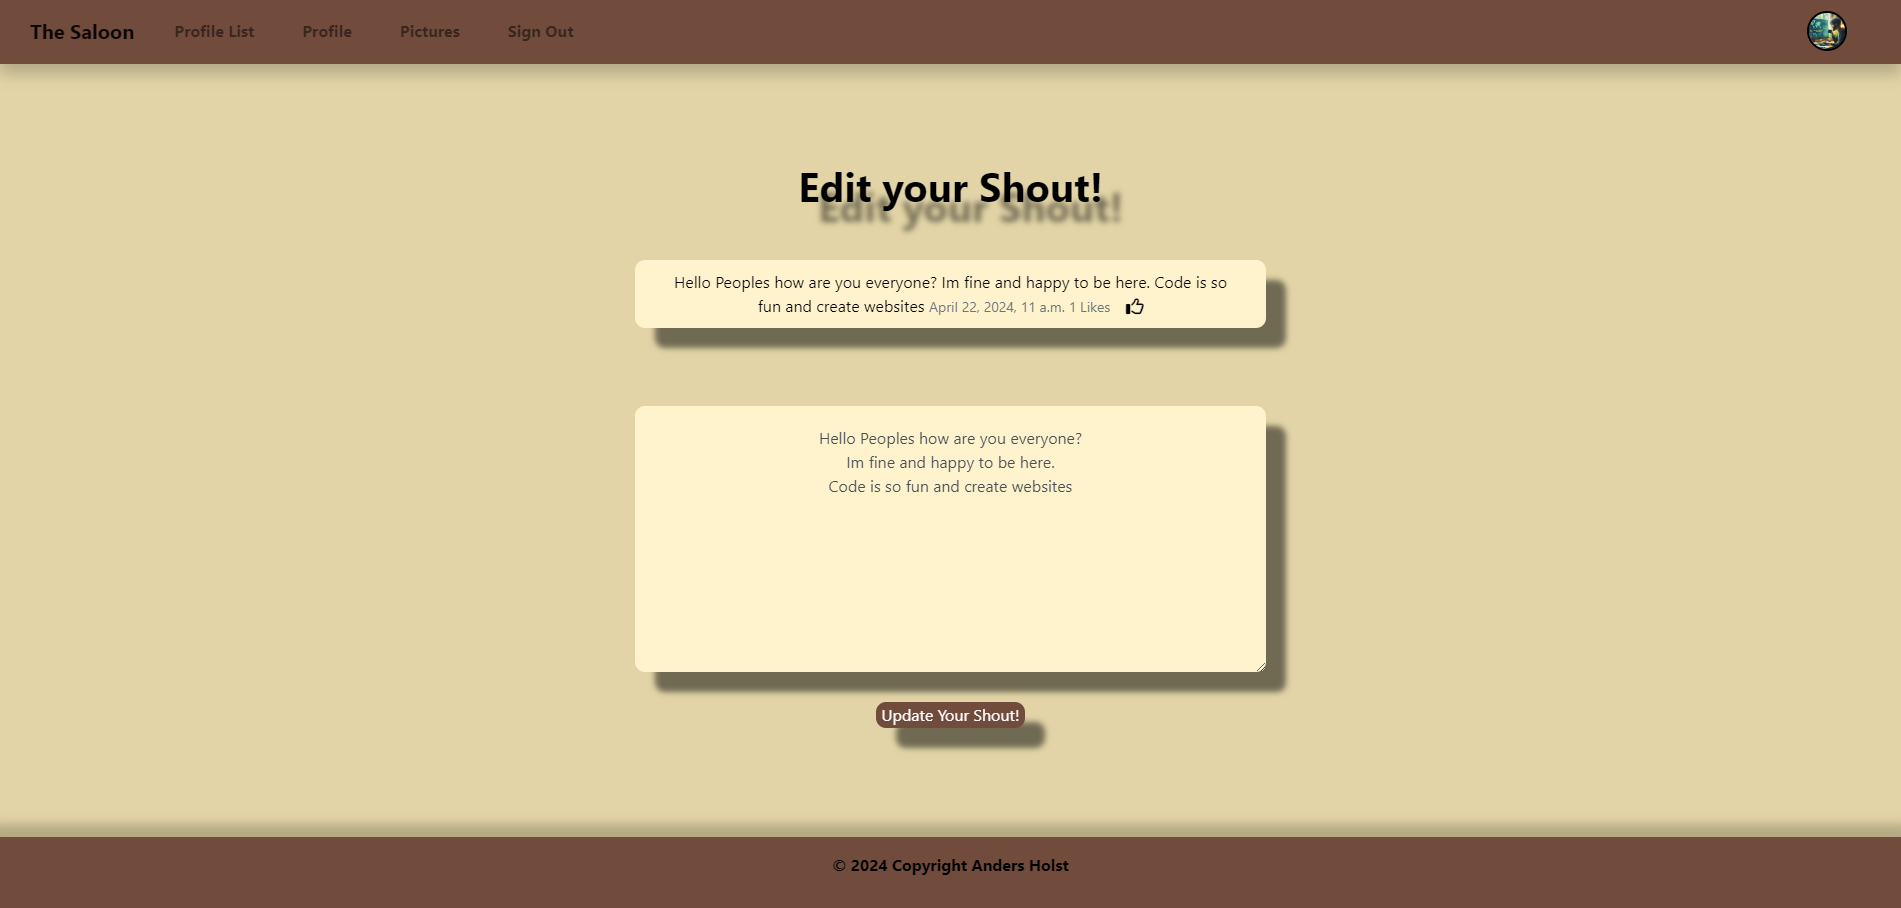 The Saloon Profile List Profile Pictures Sign Out
Edit your Shout!
Hello Peoples how are you everyone? Im fine and happy to be here. Code is so
fun and create websites April 22, 2024, 11 a.m. 1 Likes
Hello Peoples how are you everyone?
Im fine and happy to be here.
Code is so fun and create websites
Update Your Shout!
© 2024 Copyright Anders Holst